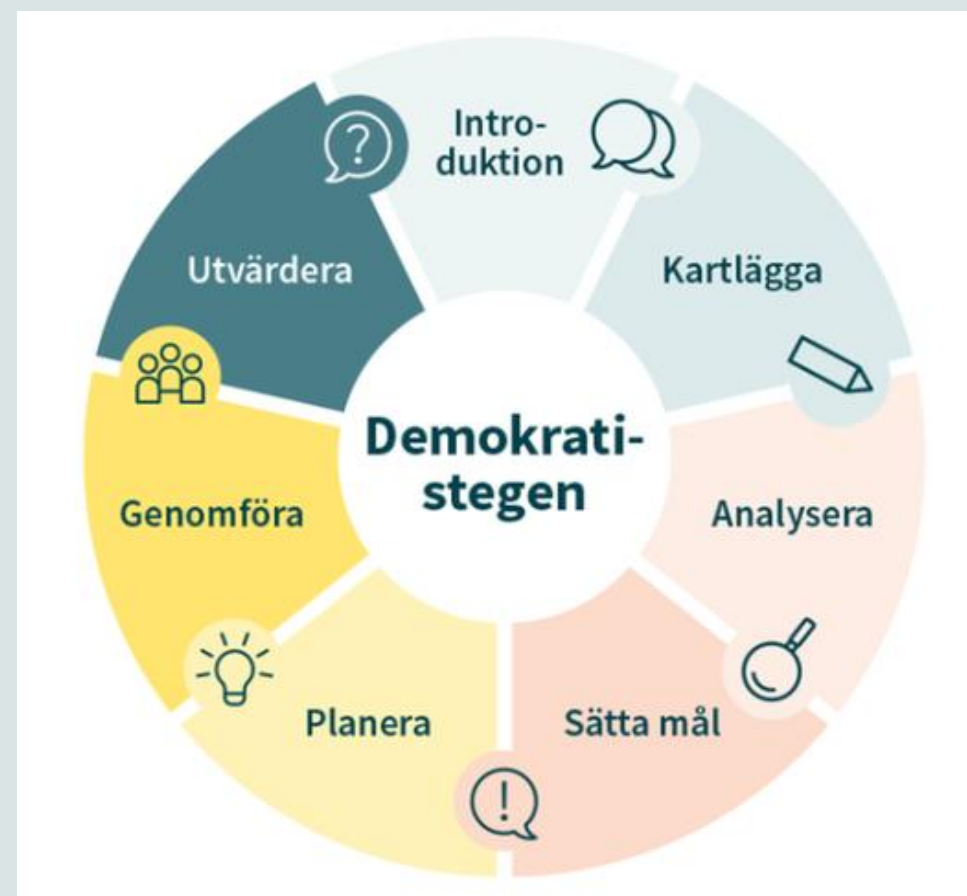 Intro-
duktion
Kartlägga
Analysera
Sätta mål
Planera
Genomföra
Utvärdera
Demokrati-
stegen
?
!